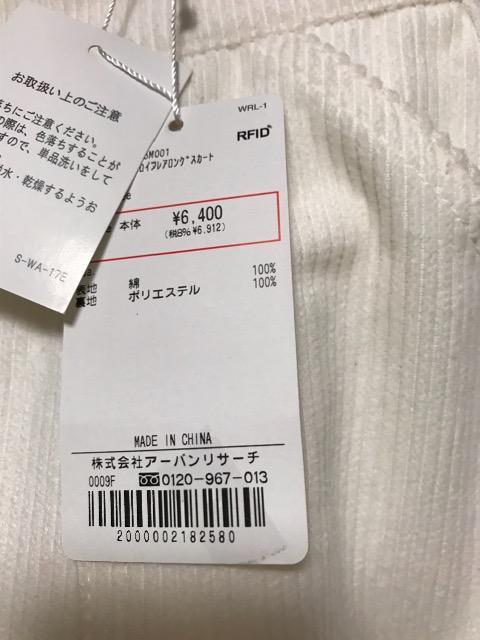 お取扱い上のご注意
ちにご注意ください。
の際は、色落ちすることが
すので、単品洗いをして
脱水・乾燥するようお
S-WA-17E
WRL-1
RFID
M001
ロイフレアロングスカート
本体 ¥6,400
(税8% ¥6,912)
表地 綿 100%
裏地 ポリエステル 100%
MADE IN CHINA
株式会社アーバンリサーチ
0009F 0120-967-013
2000002182580